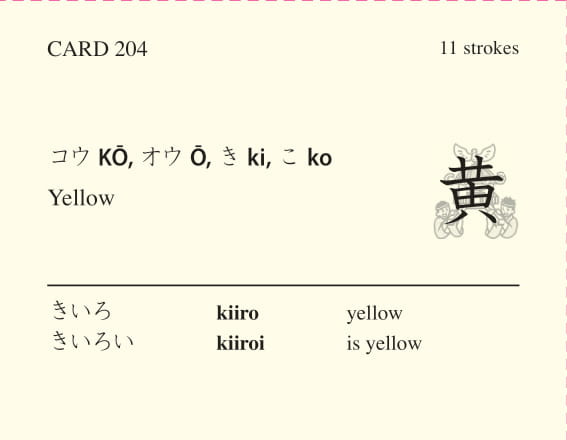 CARD 204
11 strokes
コウ KŌ, オウ Ō, き ki, こ ko
Yellow
黄
きいろ kiiro yellow
きいろい kiiroi is yellow